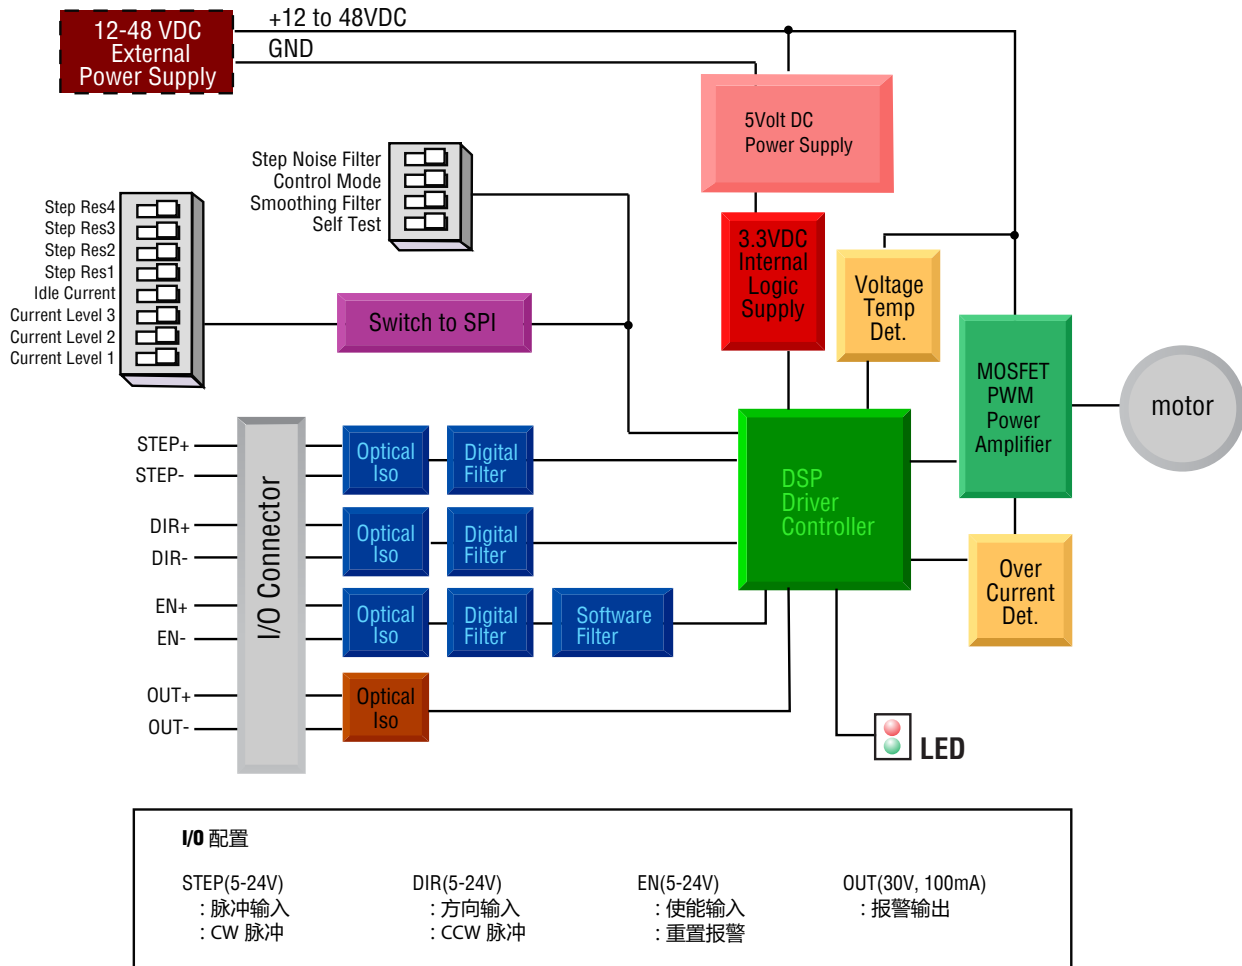 12-48 VDC
External
Power Supply
+12 to 48VDC
GND
5Volt DC
Power Supply
Step Noise Filter
Control Mode
Smoothing Filter
Self Test
Step Res4
Step Res3
Step Res2
Step Res1
Idle Current
Current Level 3
Current Level 2
Current Level 1
Switch to SPI
3.3VDC
Internal
Logic
Supply
Voltage
Temp
Det.
MOSFET
PWM
Power
Amplifier
motor
STEP+
STEP-
DIR+
DIR-
EN+
EN-
OUT+
OUT-
I/O Connector
Optical
Iso
Digital
Filter
Optical
Iso
Digital
Filter
Optical
Iso
Digital
Filter
Software
Filter
Optical
Iso
DSP
Driver
Controller
Over
Current
Det.
LED
I/O 配置
STEP(5-24V)
: 脉冲输入
: CW 脉冲
DIR(5-24V)
: 方向输入
: CCW 脉冲
EN(5-24V)
: 使能输入
: 重置报警
OUT(30V, 100mA)
: 报警输出